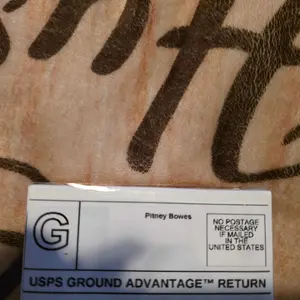 G
Pitney Bowes
NO POSTAGE
NECESSARY
IF MAILED
IN THE
UNITED STATES
USPS GROUND ADVANTAGE™ RETURN